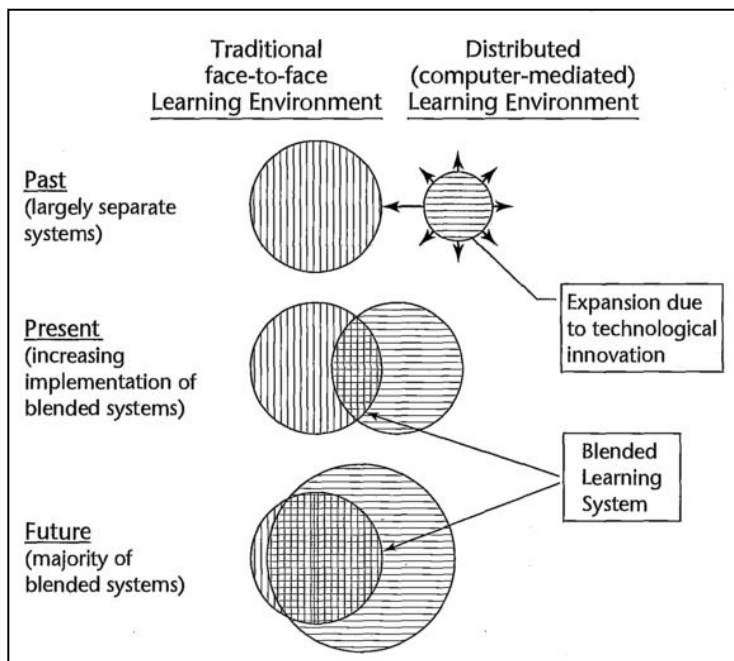 Traditional
face-to-face
Learning Environment
Distributed
(computer-mediated)
Learning Environment
Past
(largely separate
systems)
Expansion due
to technological
innovation
Present
(increasing
implementation of
blended systems)
Blended
Learning
System
Future
(majority of
blended systems)